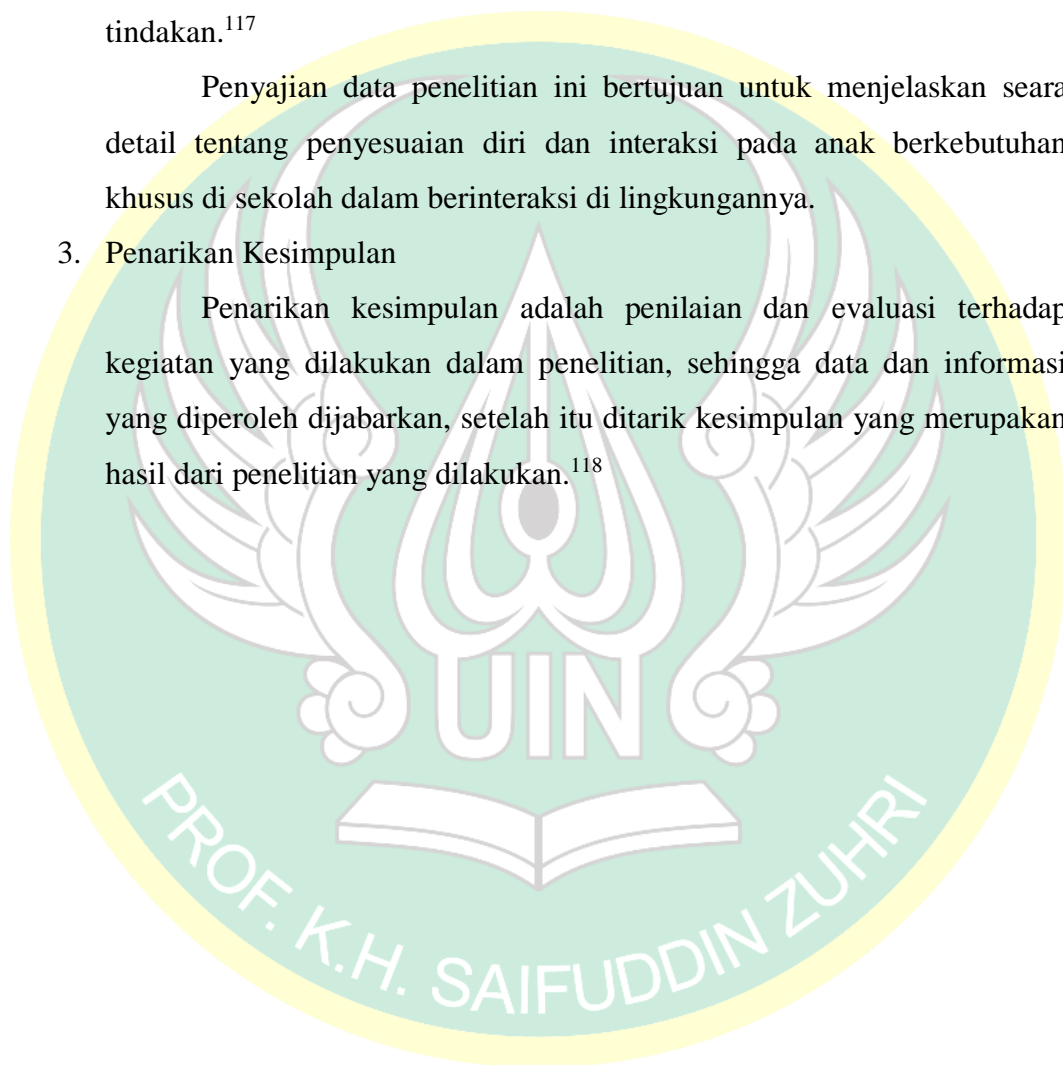 tindakan.117
Penyajian data penelitian ini bertujuan untuk menjelaskan seara
detail tentang penyesuaian diri dan interaksi pada anak berkebutuhan
khusus di sekolah dalam berinteraksi di lingkungannya.
3. Penarikan Kesimpulan
Penarikan kesimpulan adalah penilaian dan evaluasi terhadap
kegiatan yang dilakukan dalam penelitian, sehingga data dan informasi
yang diperoleh dijabarkan, setelah itu ditarik kesimpulan yang merupakan
hasil dari penelitian yang dilakukan.118
UIN
PROF. K.H. SAIFUDDIN ZUHRI